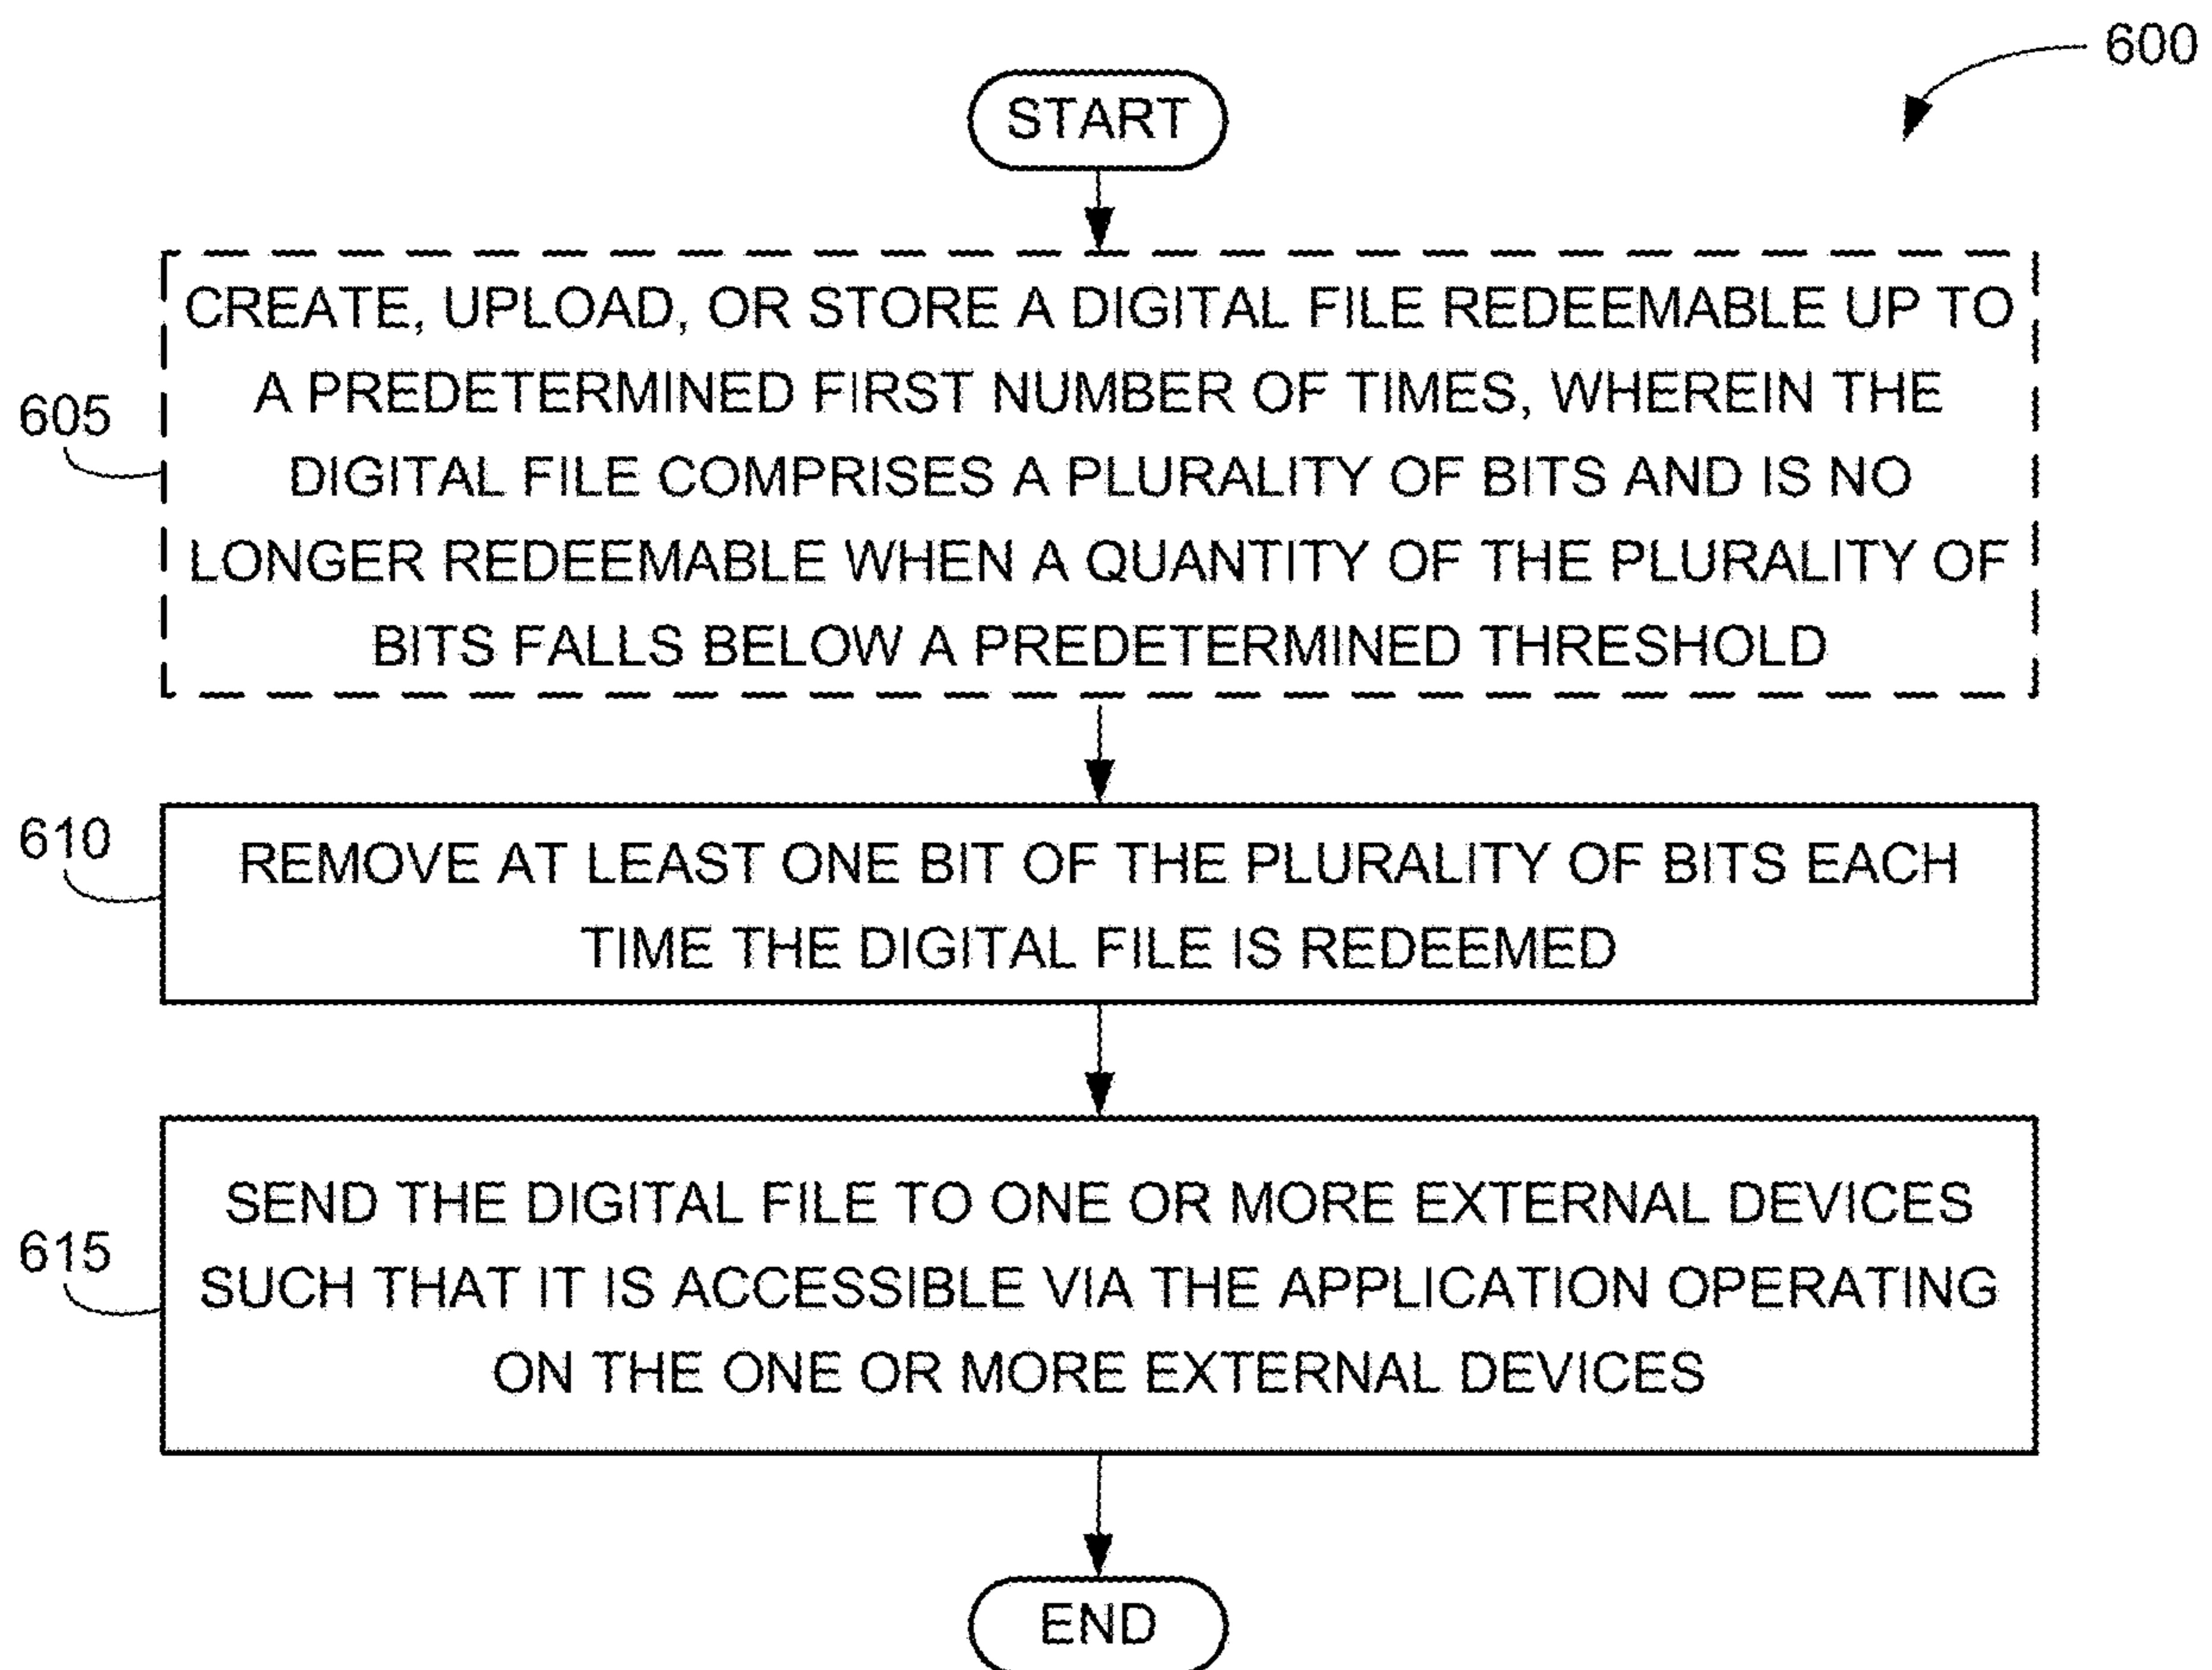 600
START
CREATE, UPLOAD, OR STORE A DIGITAL FILE REDEEMABLE UP TO
A PREDETERMINED FIRST NUMBER OF TIMES, WHEREIN THE
605
DIGITAL FILE COMPRISES A PLURALITY OF BITS AND IS NO
LONGER REDEEMABLE WHEN A QUANTITY OF THE PLURALITY OF
BITS FALLS BELOW A PREDETERMINED THRESHOLD
610
REMOVE AT LEAST ONE BIT OF THE PLURALITY OF BITS EACH
TIME THE DIGITAL FILE IS REDEEMED
SEND THE DIGITAL FILE TO ONE OR MORE EXTERNAL DEVICES
615
SUCH THAT IT IS ACCESSIBLE VIA THE APPLICATION OPERATING
ON THE ONE OR MORE EXTERNAL DEVICES
END